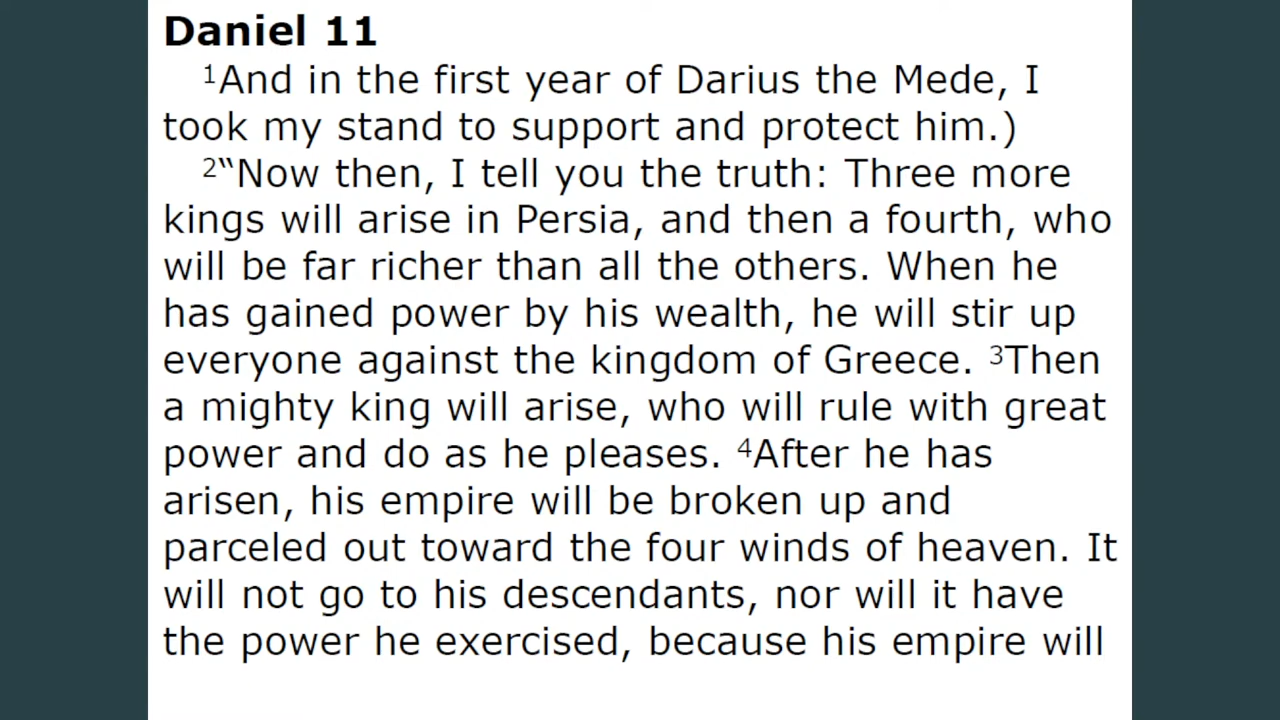 Daniel 11
¹And in the first year of Darius the Mede, I
took my stand to support and protect him.)
²“Now then, I tell you the truth: Three more
kings will arise in Persia, and then a fourth, who
will be far richer than all the others. When he
has gained power by his wealth, he will stir up
everyone against the kingdom of Greece. ³Then
a mighty king will arise, who will rule with great
power and do as he pleases. ⁴After he has
arisen, his empire will be broken up and
parceled out toward the four winds of heaven. It
will not go to his descendants, nor will it have
the power he exercised, because his empire will